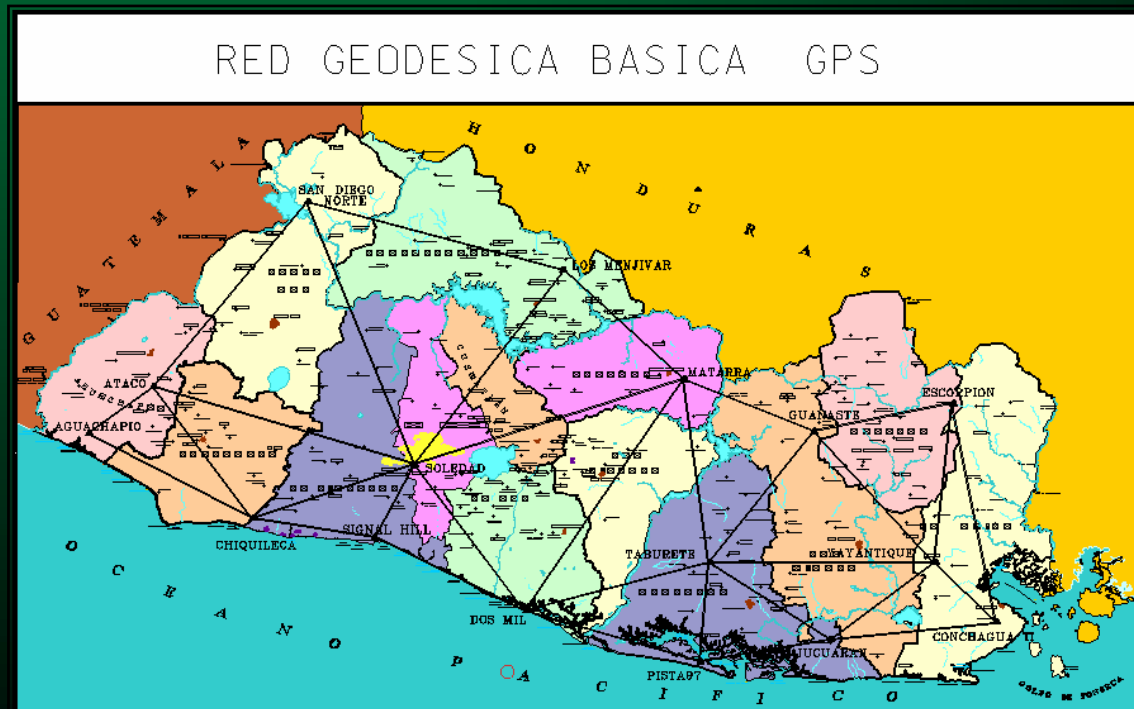 RED GEODESICA BASICA GPS
HONDURAS
GUATEMALA
SAN DIEGO
NORTE
LOS MENJIVAR
MATARRA
ATACO
ESCORPION
GUANASTE
AGUACHAPIO
SOLEDAD
SIGNAL HILL
CHIQUILECA
TABURETE
YAYANTIQUE
DOS MIL
CONCHAGUA II
JUCUARAN
PISTA97
OCEANO PACIFICO
GOLFO DE FONSECA